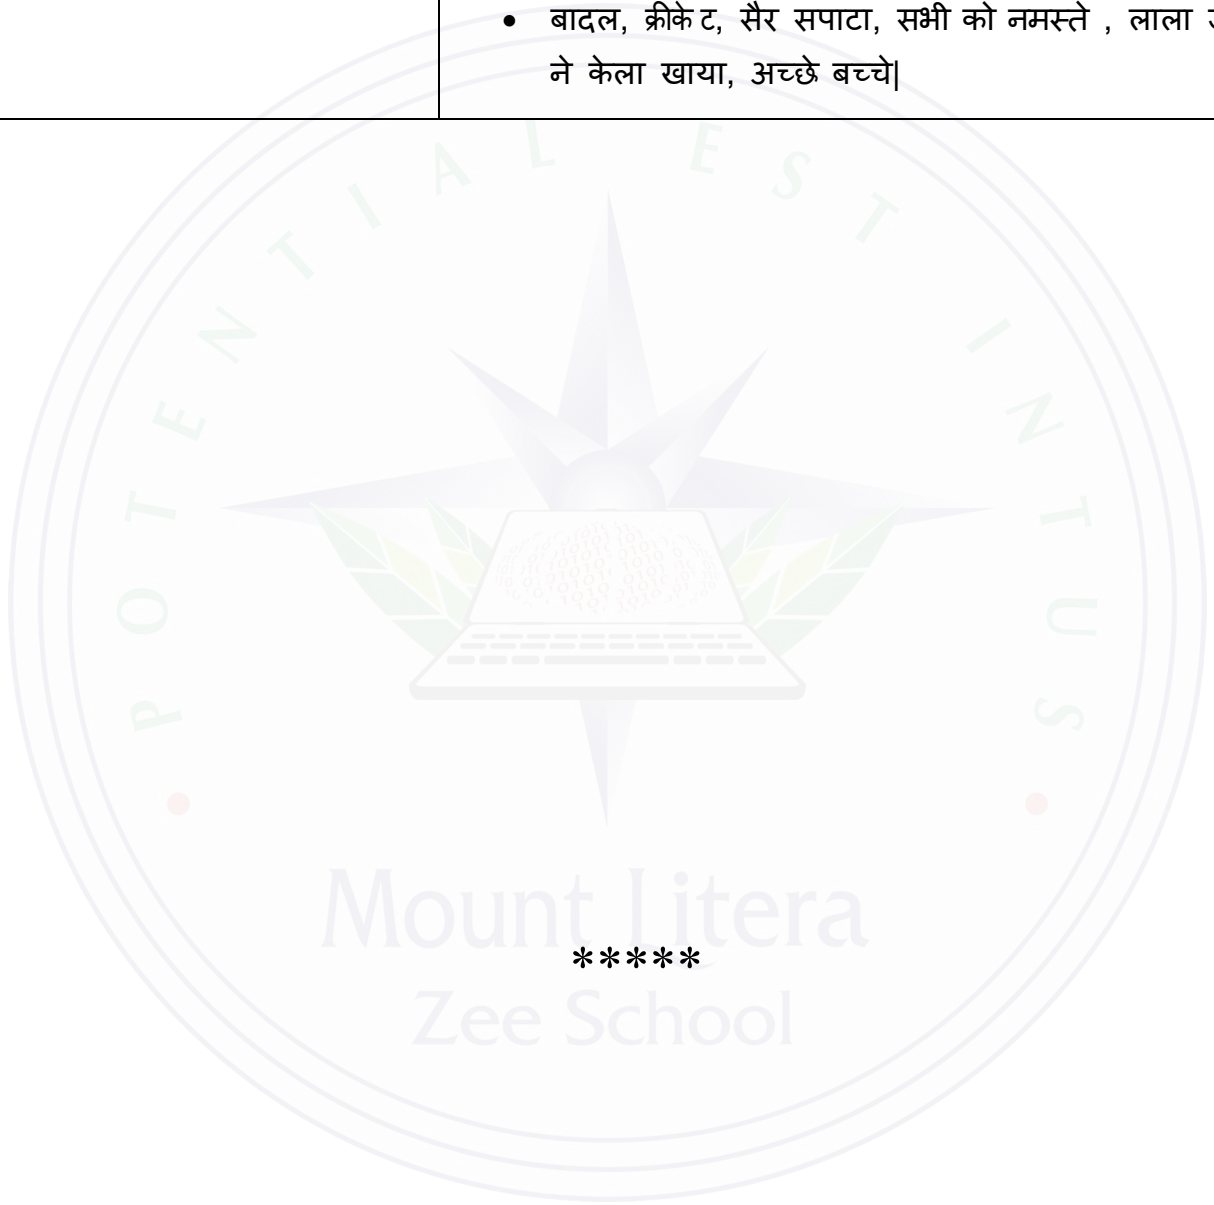 • बादल, क्रीकेट, सैर सपाटा, सभी को नमस्ते , लाला
ने केला खाया, अच्छे बच्चे|
POTENTIAL EST INTUS
Mount Litera
*****
Zee School